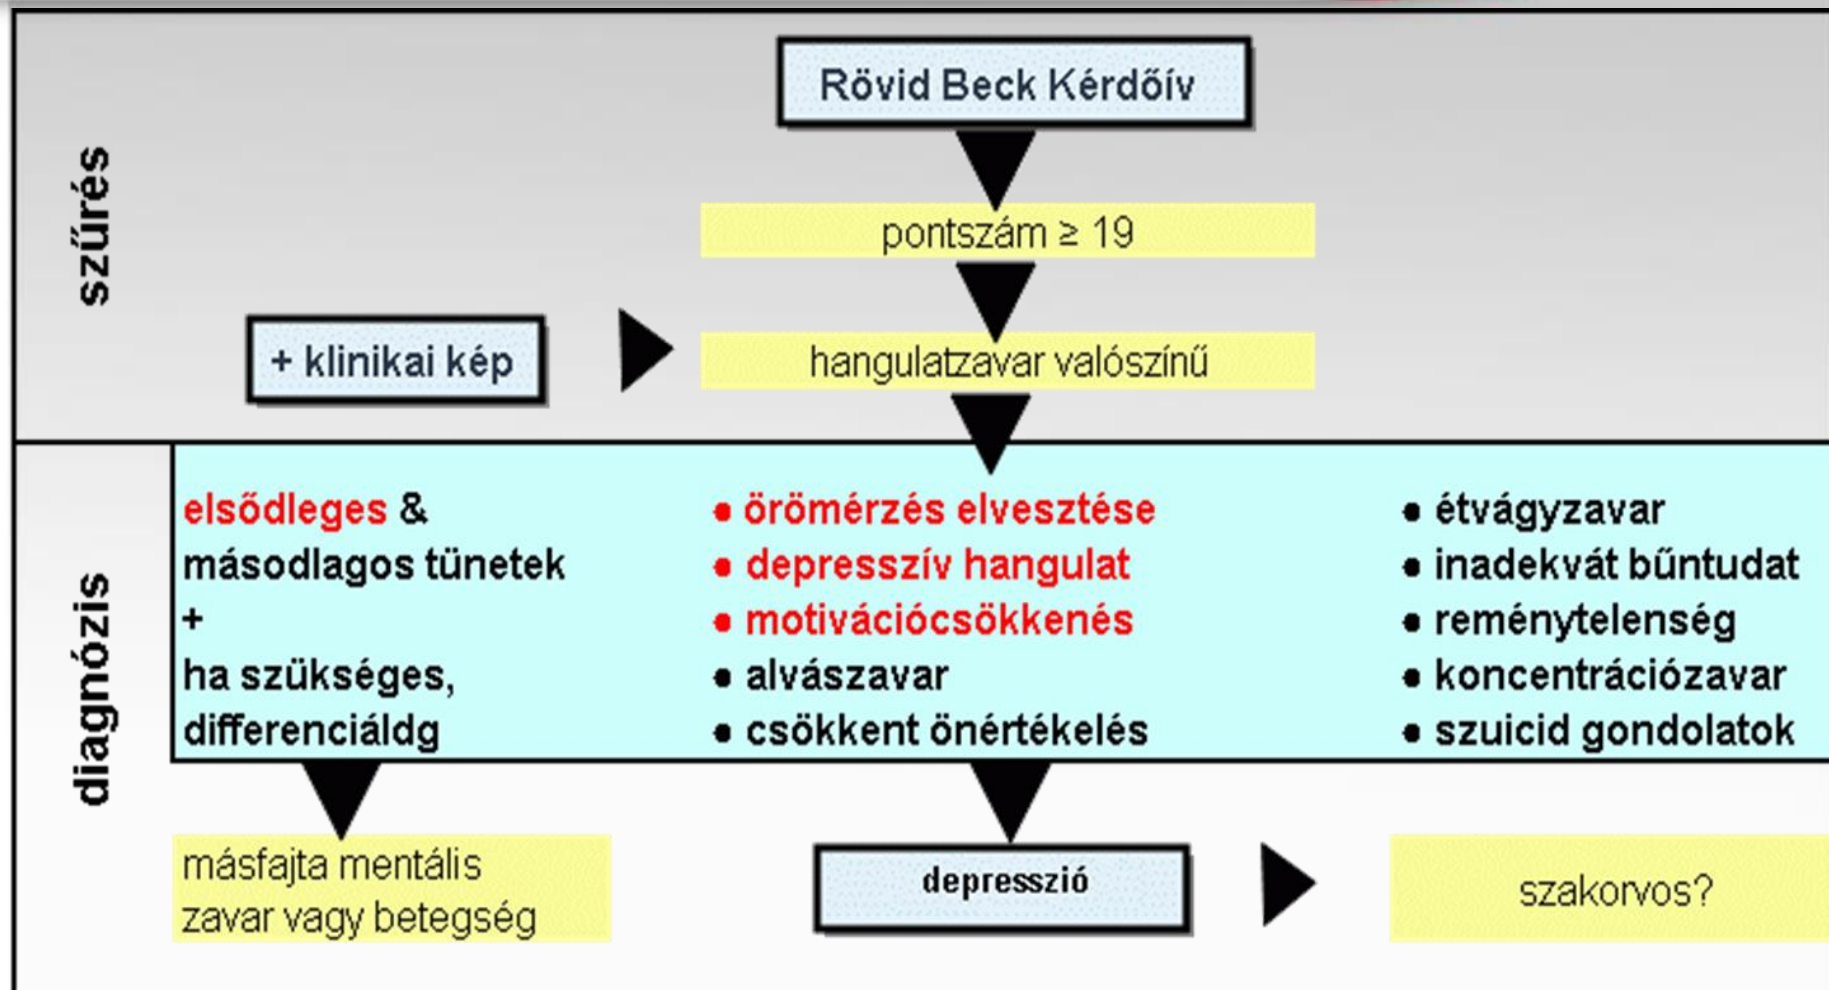 szűrés
Rövid Beck Kérdőív
pontszám ≥ 19
+ klinikai kép
hangulatzavar valószínű
diagnózis
elsődleges &
másodlagos tünetek
+
ha szükséges,
differenciáldg
• örömérzés elvesztése
• depresszív hangulat
• motivációcsökkenés
• alvászavar
• csökkent önértékelés
• étvágyzavar
• inadekvát bűntudat
• reménytelenség
• koncentrációzavar
• szuicid gondolatok
másfajta mentális
zavar vagy betegség
depresszió
szakorvos?